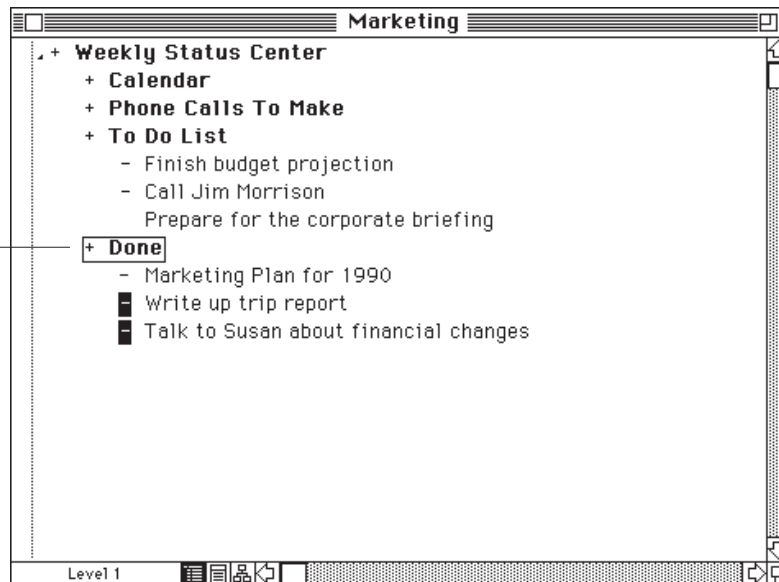 Marketing
+ Weekly Status Center
+ Calendar
+ Phone Calls To Make
+ To Do List
- Finish budget projection
- Call Jim Morrison
Prepare for the corporate briefing
+ Done
- Marketing Plan for 1990
- Write up trip report
- Talk to Susan about financial changes
Level 1